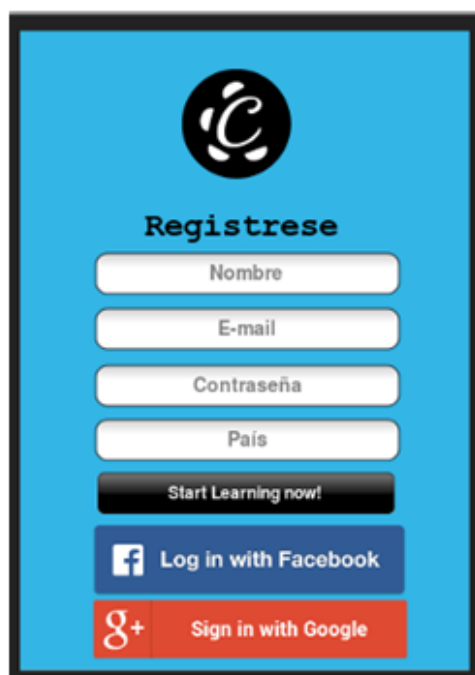 C
Registrese
Nombre
E-mail
Contraseña
País
Start Learning now!
Log in with Facebook
g+ Sign in with Google